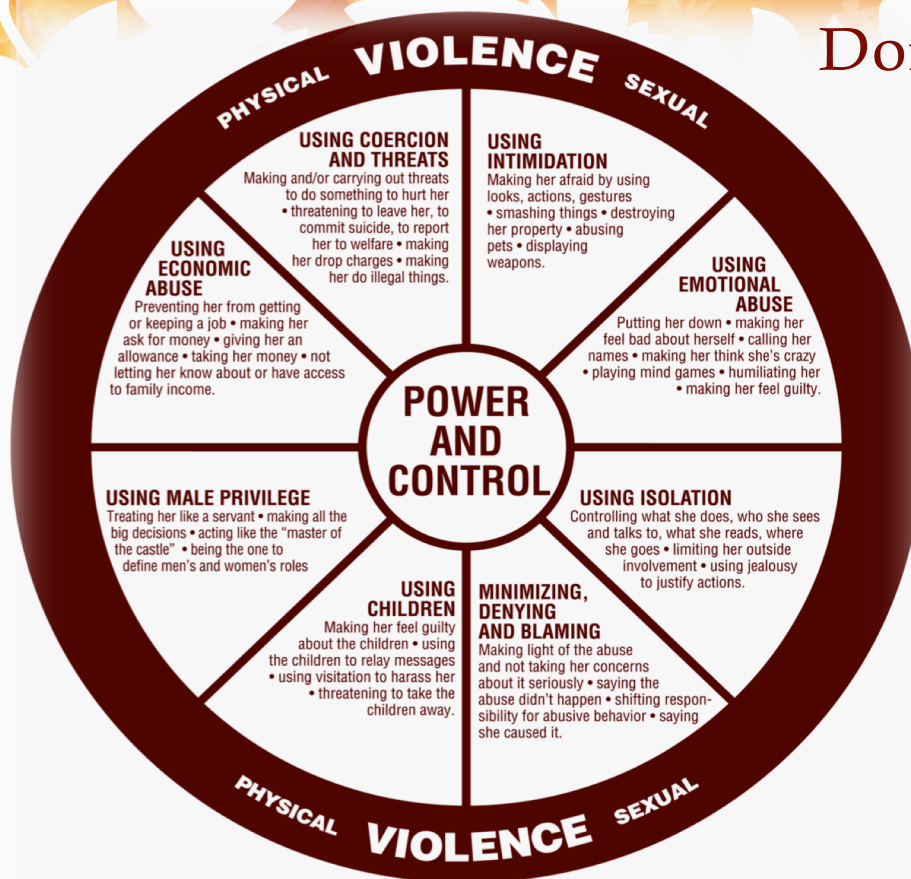 Do
PHYSICAL VIOLENCE SEXUAL
USING COERCION
AND THREATS
Making and/or carrying out threats
to do something to hurt her
• threatening to leave her, to
commit suicide, to report
her to welfare • making
her drop charges • making
her do illegal things.
USING
INTIMIDATION
Making her afraid by using
looks, actions, gestures
• smashing things • destroying
her property • abusing
pets • displaying
weapons.
USING
EMOTIONAL
ABUSE
Putting her down • making her
feel bad about herself • calling her
names • making her think she's crazy
• playing mind games • humiliating her
• making her feel guilty.
USING ISOLATION
Controlling what she does, who she sees
and talks to, what she reads, where
she goes • limiting her outside
involvement • using jealousy
to justify actions.
MINIMIZING,
DENYING
AND BLAMING
Making light of the abuse
and not taking her concerns
about it seriously • saying the
abuse didn't happen • shifting respon-
sibility for abusive behavior • saying
she caused it.
USING
CHILDREN
Making her feel guilty
about the children • using
the children to relay messages
• using visitation to harass her
• threatening to take the
children away.
USING MALE PRIVILEGE
Treating her like a servant • making all the
big decisions • acting like the “master of
the castle” • being the one to
define men's and women's roles
USING
ECONOMIC
ABUSE
Preventing her from getting
or keeping a job • making her
ask for money • giving her an
allowance • taking her money • not
letting her know about or have access
to family income.
POWER
AND
CONTROL
PHYSICAL VIOLENCE SEXUAL